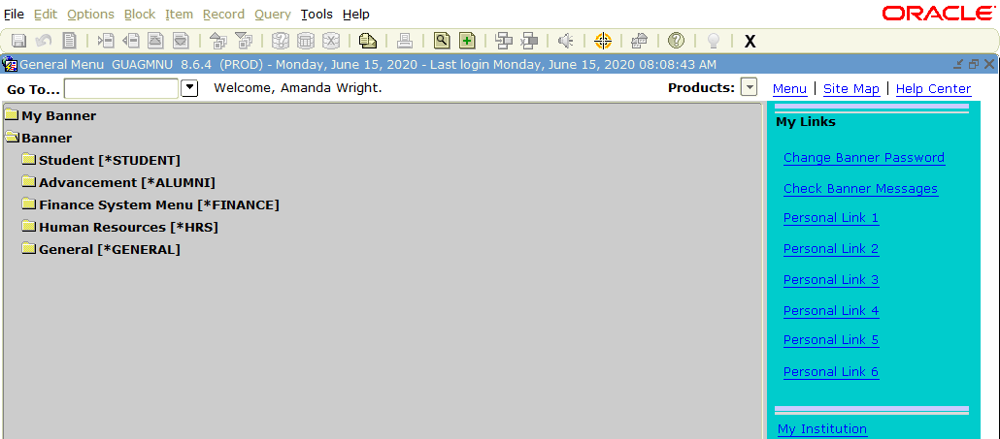 File Edit Options Block Item Record Query Tools Help
ORACLE
X
General Menu GUAGMNU 8.6.4 (PROD) - Monday, June 15, 2020 - Last login Monday, June 15, 2020 08:08:43 AM
Go To... Welcome, Amanda Wright. Products: Menu | Site Map | Help Center
My Banner
Banner
Student [*STUDENT]
Advancement [*ALUMNI]
Finance System Menu [*FINANCE]
Human Resources [*HRS]
General [*GENERAL]
My Links
Change Banner Password
Check Banner Messages
Personal Link 1
Personal Link 2
Personal Link 3
Personal Link 4
Personal Link 5
Personal Link 6
My Institution